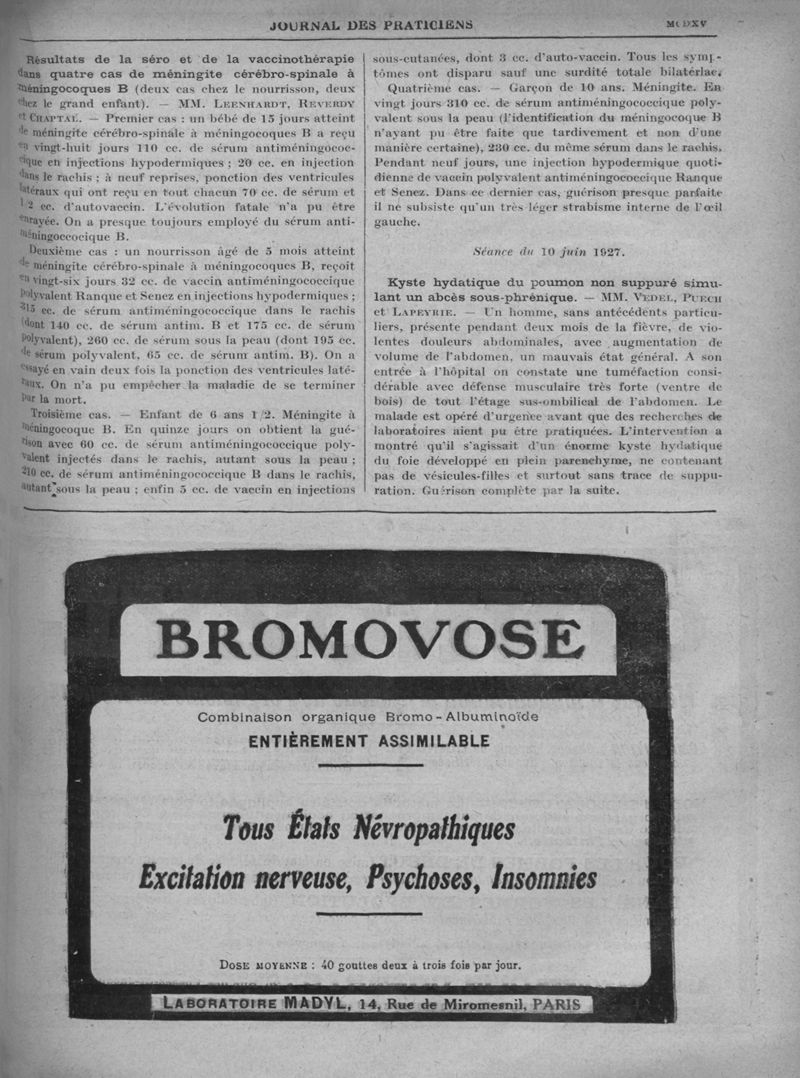 JOURNAL DES PRATICIENS
MCDXV
Résultats de la séro et de la vaccinothérapie
dans quatre cas de méningite cérébro-spinale à
méningocoques B (deux cas chez le nourrisson, deux
chez le grand enfant). — MM. LEENHARDT, REVERDY
et CHAPTAL. — Premier cas : un bébé de 15 jours atteint
de méningite cérébro-spinale à méningocoques B a reçu
en vingt-huit jours 110 cc. de sérum antiméningococ-
cique en injections hypodermiques ; 20 cc. en injection
dans le rachis ; à neuf reprises, ponction des ventricules
latéraux qui ont reçu en tout chacun 70 cc. de sérum et
1/2 cc. d'autovaccin. L'évolution fatale n'a pu être
enrayée. On a presque toujours employé du sérum anti-
méningoccocique B.
Deuxième cas : un nourrisson âgé de 5 mois atteint
de méningite cérébro-spinale à méningocoques B, reçoit
en vingt-six jours 32 cc. de vaccin antiméningococcique
polyvalent Ranque et Senez en injections hypodermiques ;
315 cc. de sérum antiméningococcique dans le rachis
(dont 140 cc. de sérum antim. B et 175 cc. de sérum
polyvalent), 260 cc. de sérum sous la peau (dont 195 cc.
de sérum polyvalent, 65 cc. de sérum antim. B). On a
essayé en vain deux fois la ponction des ventricules laté-
raux. On n'a pu empêcher la maladie de se terminer
par la mort.
Troisième cas. — Enfant de 6 ans 1/2. Méningite à
méningocoque B. En quinze jours on obtient la gué-
rison avec 60 cc. de sérum antiméningococcique poly-
valent injectés dans le rachis, autant sous la peau ;
210 cc. de sérum antiméningococcique B dans le rachis,
autant sous la peau ; enfin 5 cc. de vaccin en injections
sous-cutanées, dont 3 cc. d'auto-vaccin. Tous les symp-
tômes ont disparu sauf une surdité totale bilatérlae.
Quatrième cas. — Garçon de 10 ans. Méningite. En
vingt jours 310 cc. de sérum antiméningococcique poly-
valent sous la peau (l'identification du méningocoque B
n'ayant pu être faite que tardivement et non d'une
manière certaine), 230 cc. du même sérum dans le rachis.
Pendant neuf jours, une injection hypodermique quoti-
dienne de vaccin polyvalent antiméningococcique Ranque
et Senez. Dans ce dernier cas, guérison presque parfaite
il ne subsiste qu'un très léger strabisme interne de l'œil
gauche.
Séance du 10 juin 1927.
Kyste hydatique du poumon non suppuré simu-
lant un abcès sous-phrénique. — MM. VEDEL, PUECH
et LAPEYRIE. — Un homme, sans antécédents particu-
liers, présente pendant deux mois de la fièvre, de vio-
lentes douleurs abdominales, avec augmentation de
volume de l'abdomen, un mauvais état général. A son
entrée à l'hôpital on constate une tuméfaction consi-
dérable avec défense musculaire très forte (ventre de
bois) de tout l'étage sus-ombilical de l'abdomen. Le
malade est opéré d'urgence avant que des recherches de
laboratoires aient pu être pratiquées. L'intervention a
montré qu'il s'agissait d'un énorme kyste hydatique
du foie développé en plein parenchyme, ne contenant
pas de vésicules-filles et surtout sans trace de suppu-
ration. Guérison complète par la suite.
BROMOVOSE
Combinaison organique Bromo-Albuminoïde
ENTIÈREMENT ASSIMILABLE
Tous États Névropathiques
Excitation nerveuse, Psychoses, Insomnies
DOSE MOYENNE : 40 gouttes deux à trois fois par jour.
LABORATOIRE MADYL, 14, Rue de Miromesnil, PARIS